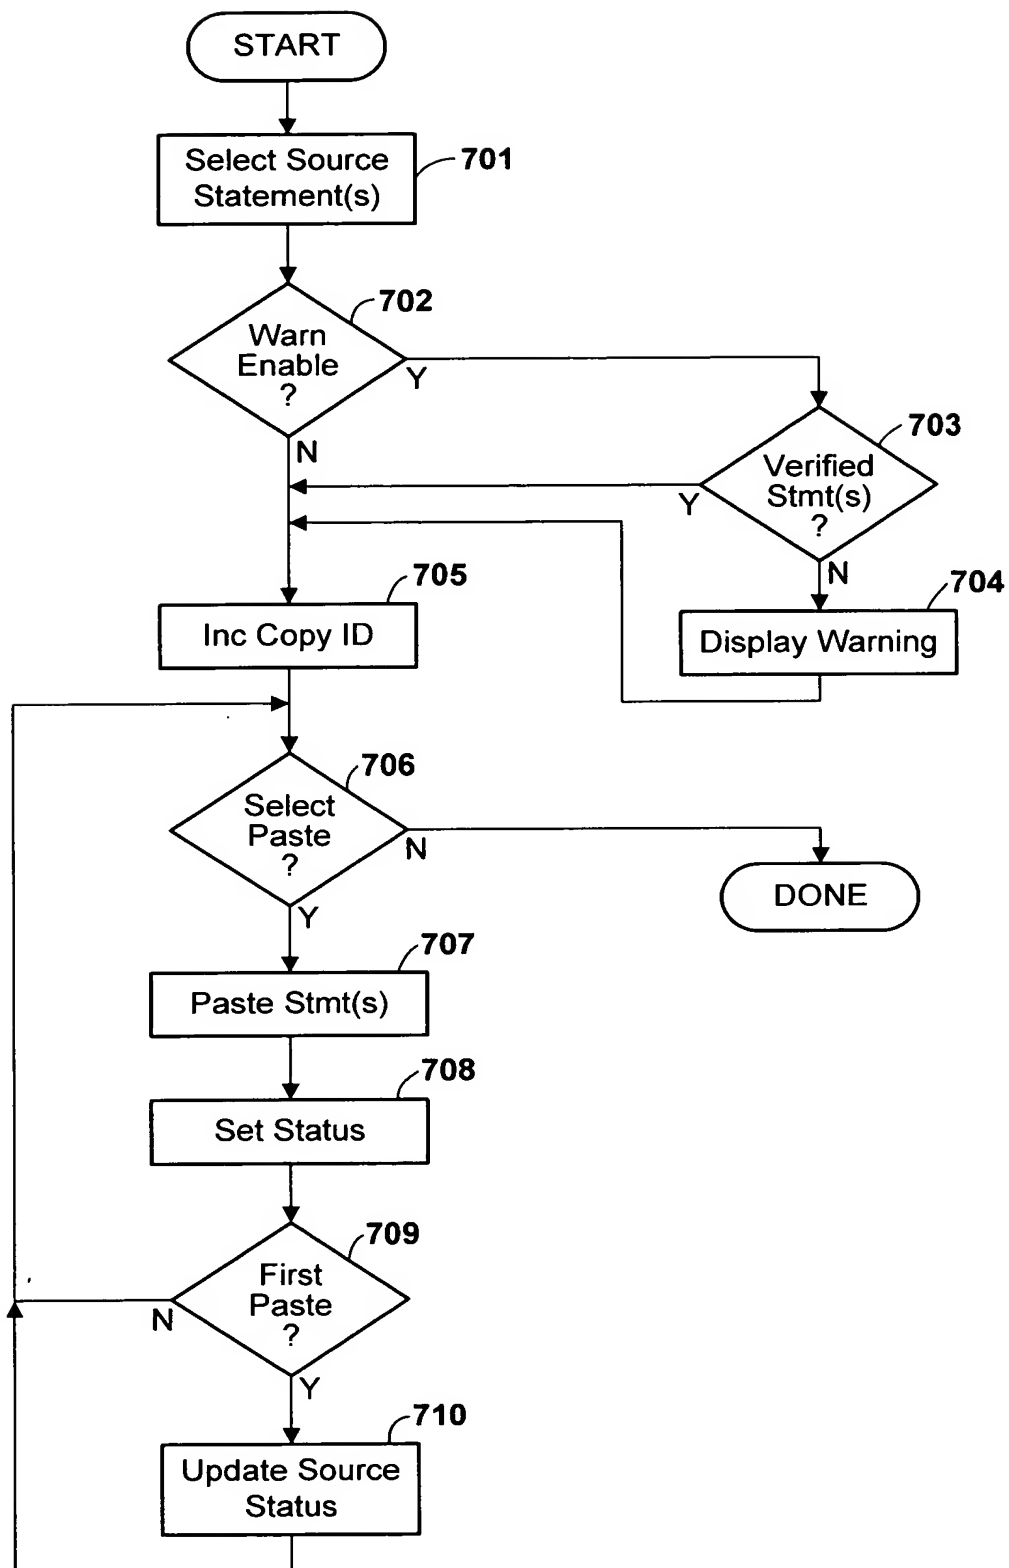 START
Select Source
Statement(s)
701
702
Warn
Enable
?
Y
N
703
Verified
Stmt(s)
?
Y
N
705
Inc Copy ID
704
Display Warning
706
Select
Paste
?
N
Y
DONE
707
Paste Stmt(s)
708
Set Status
709
First
Paste
?
N
Y
710
Update Source
Status